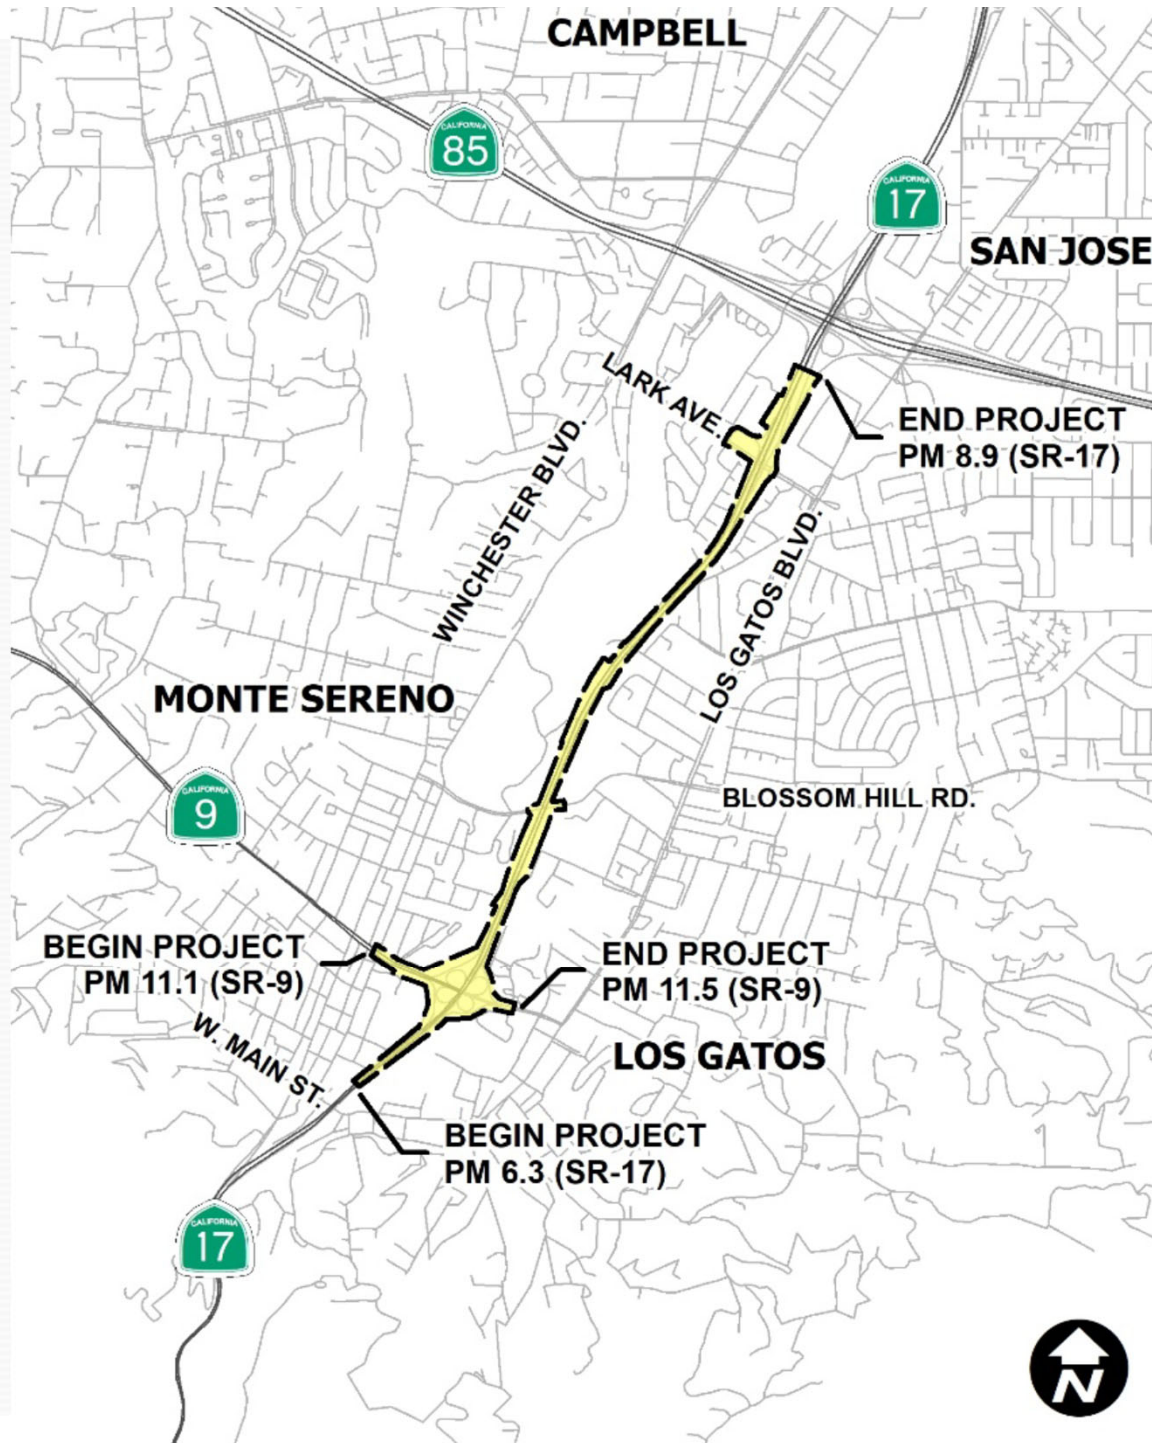 CAMPBELL
CALIFORNIA
85
CALIFORNIA
17
SAN JOSE
LARK AVE.
END PROJECT
PM 8.9 (SR-17)
WINCHESTER BLVD.
LOS GATOS BLVD.
MONTE SERENO
CALIFORNIA
9
BLOSSOM HILL RD.
BEGIN PROJECT
PM 11.1 (SR-9)
END PROJECT
PM 11.5 (SR-9)
W. MAIN ST.
LOS GATOS
BEGIN PROJECT
PM 6.3 (SR-17)
CALIFORNIA
17
N